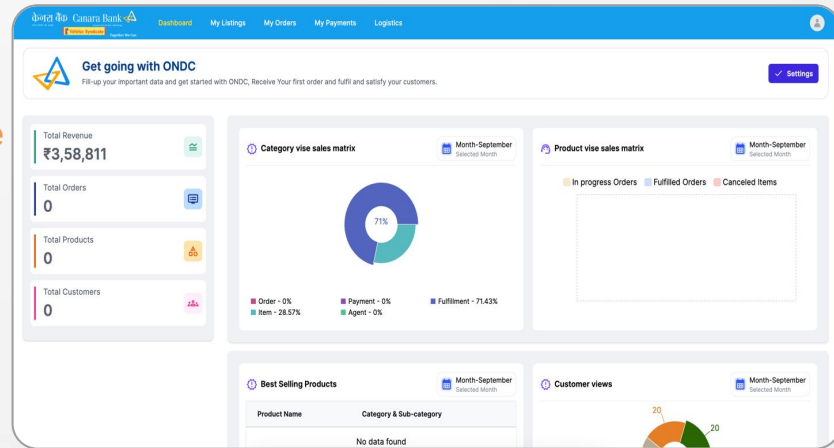 केनरा बैंक Canara Bank
Together We Can
Dashboard
My Listings
My Orders
My Payments
Logistics
Get going with ONDC
Fill-up your important data and get started with ONDC, Receive Your first order and fulfil and satisfy your customers.
Settings
e
Total Revenue
₹3,58,811
Total Orders
0
Total Products
0
Total Customers
0
Category vise sales matrix
Month-September
Selected Month
71%
Order - 0%
Payment - 0%
Fulfillment - 71.43%
Item - 28.57%
Agent - 0%
Product vise sales matrix
Month-September
Selected Month
In progress Orders
Fulfilled Orders
Canceled Items
Best Selling Products
Month-September
Selected Month
Product Name
Category & Sub-category
No data found
Customer views
Month-September
Selected Month
20
20